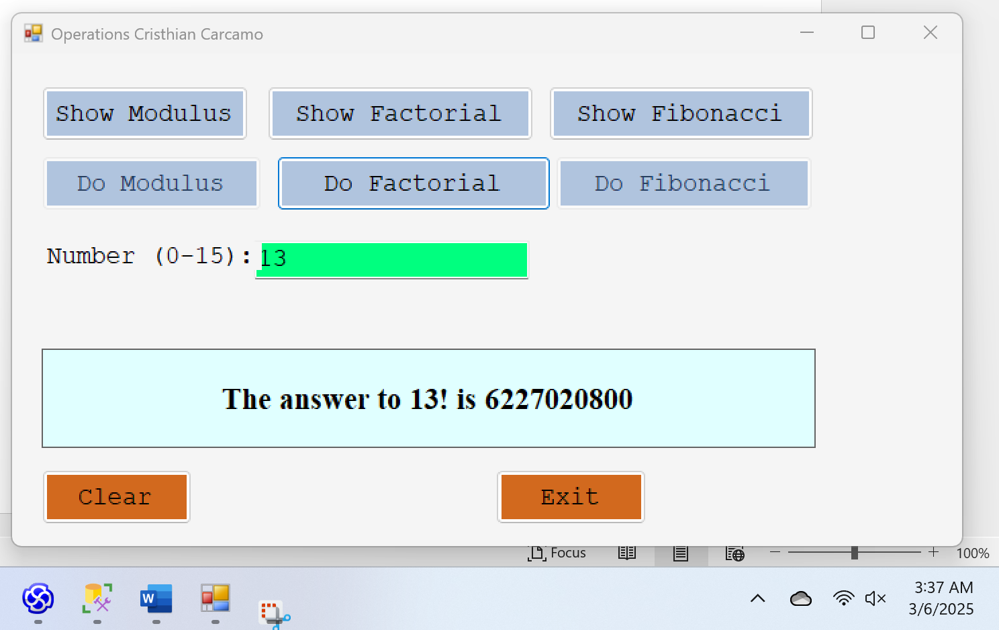 Operations Cristhian Carcamo
Show Modulus Show Factorial Show Fibonacci
Do Modulus Do Factorial Do Fibonacci
Number (0-15): 13
The answer to 13! is 6227020800
Clear Exit
Focus 100%
W
3:37 AM
3/6/2025